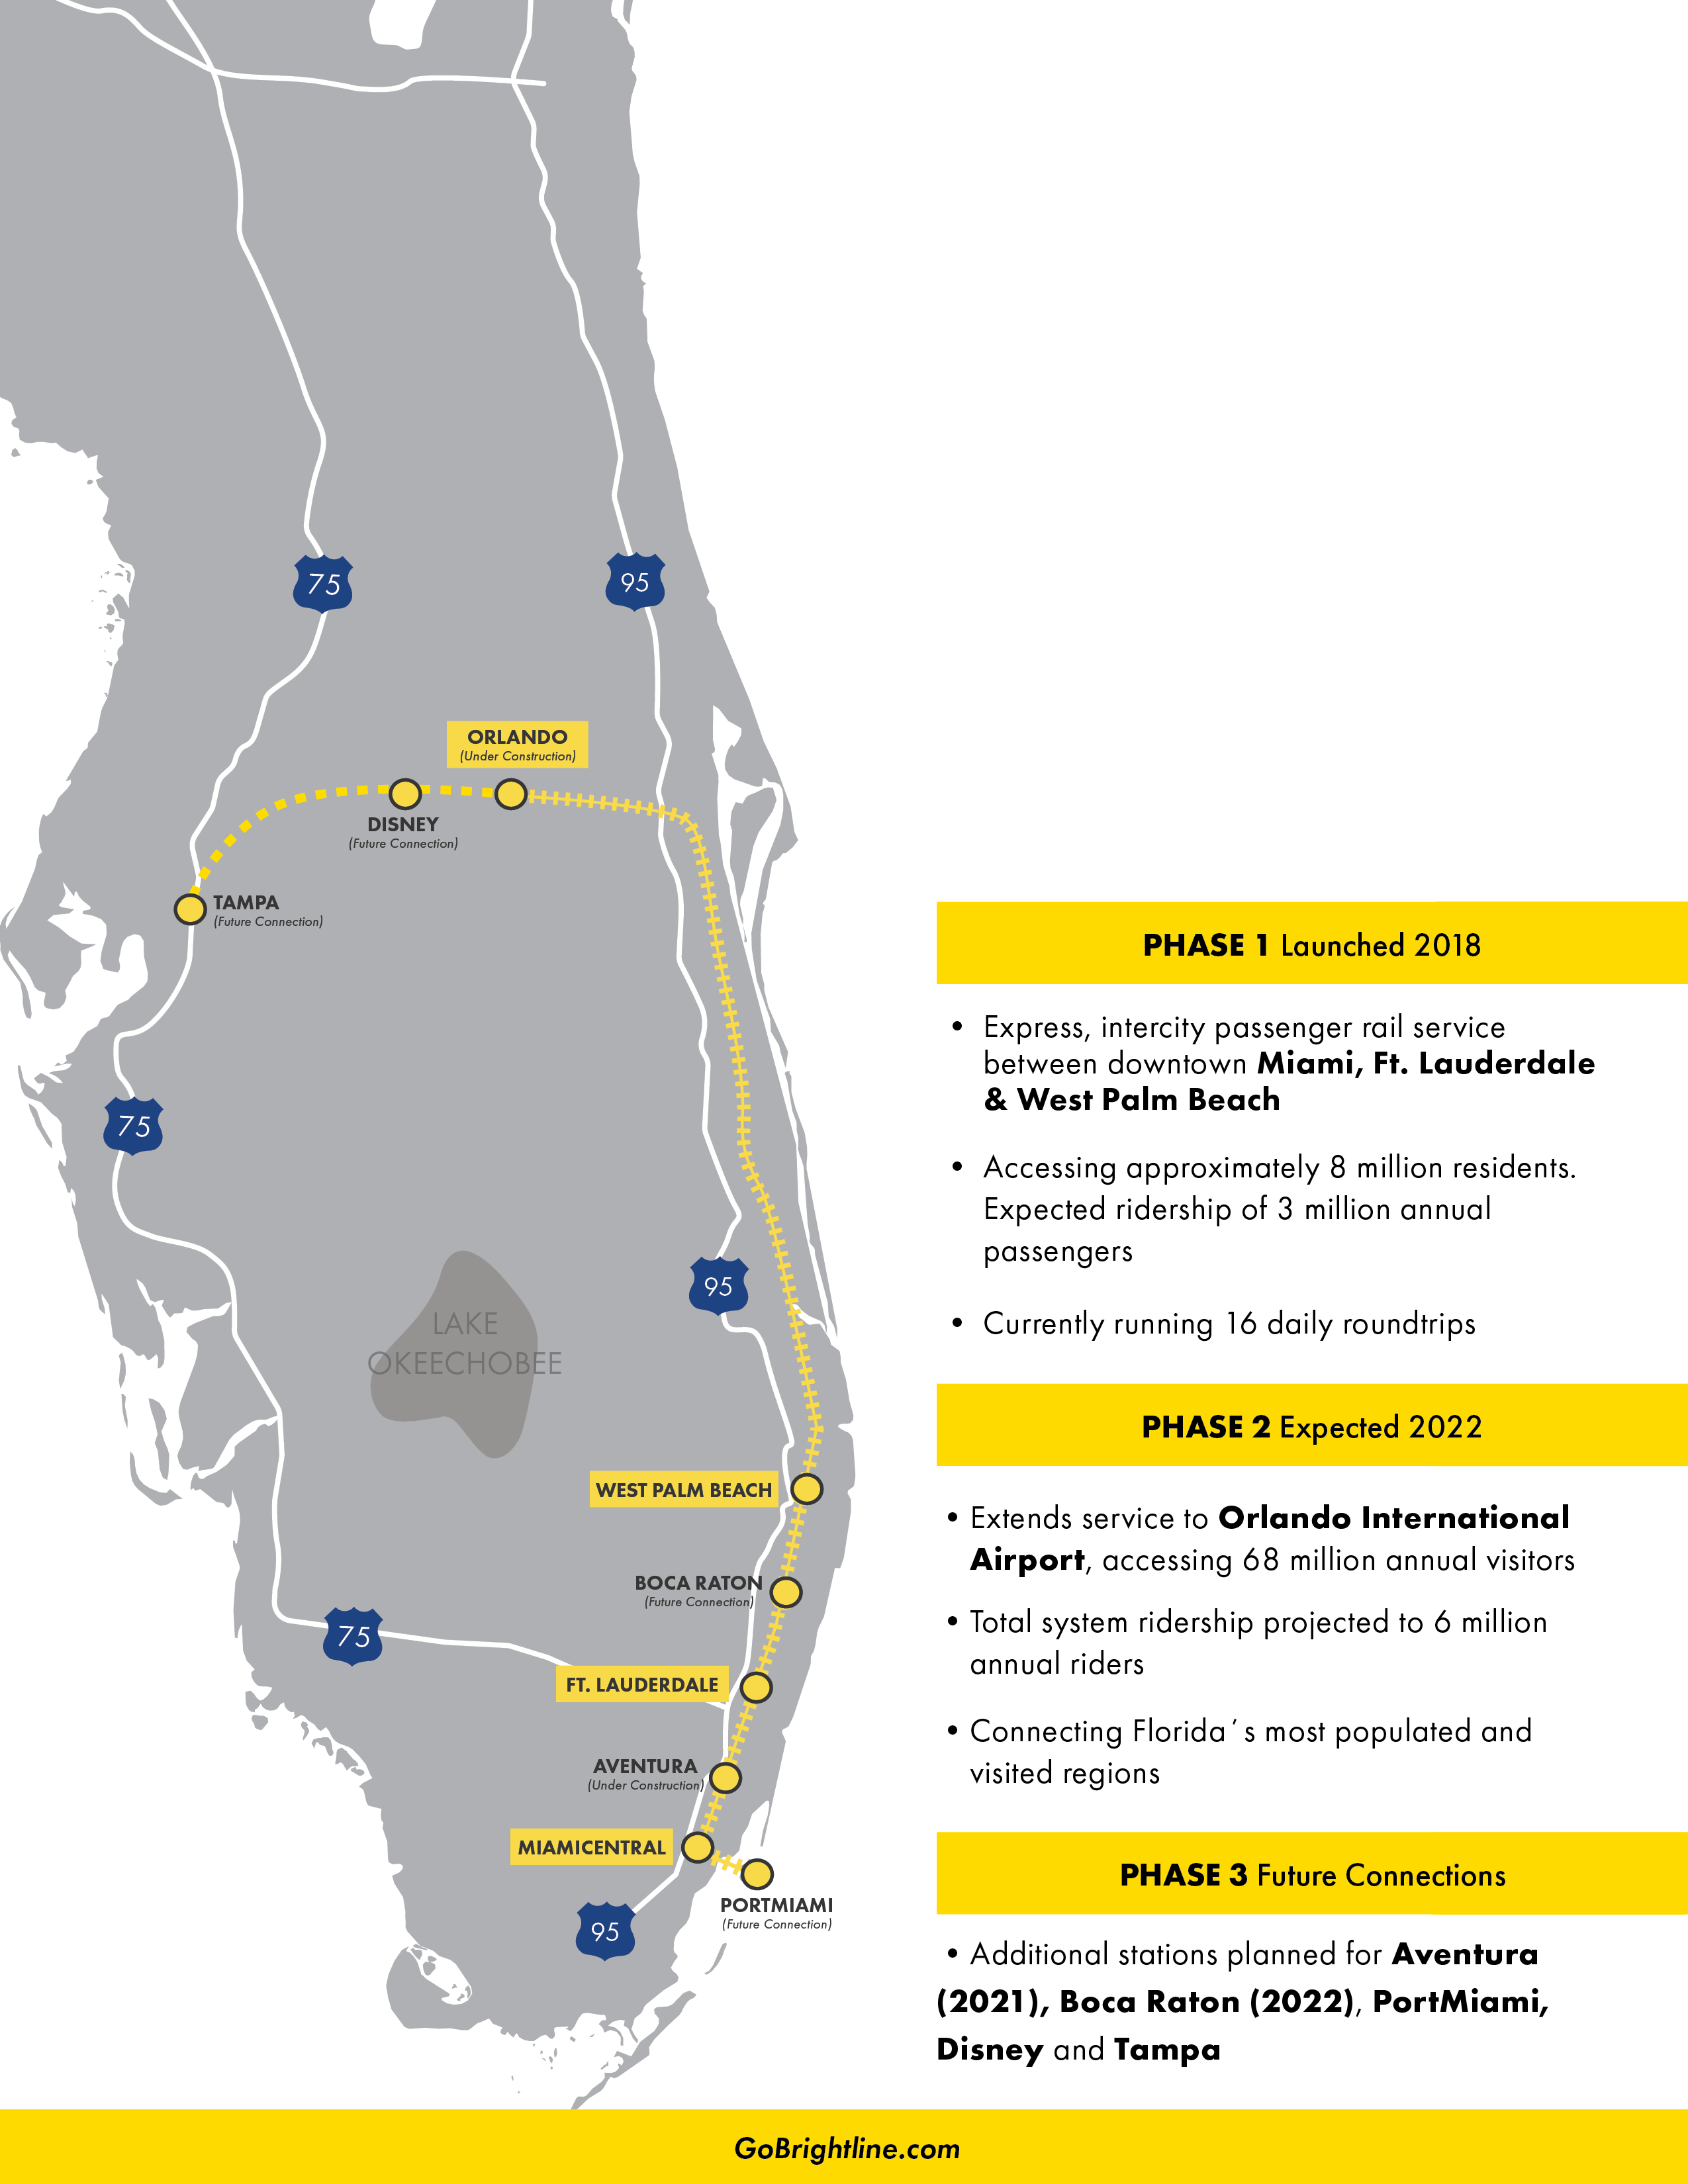 75
95
ORLANDO
(Under Construction)
DISNEY
(Future Connection)
TAMPA
(Future Connection)
75
95
LAKE
OKEECHOBEE
WEST PALM BEACH
BOCA RATON
(Future Connection)
75
FT. LAUDERDALE
AVENTURA
(Under Construction)
MIAMICENTRAL
PORTMIAMI
(Future Connection)
95
PHASE 1 Launched 2018
• Express, intercity passenger rail service
between downtown Miami, Ft. Lauderdale
& West Palm Beach
• Accessing approximately 8 million residents.
Expected ridership of 3 million annual
passengers
• Currently running 16 daily roundtrips
PHASE 2 Expected 2022
• Extends service to Orlando International
Airport, accessing 68 million annual visitors
• Total system ridership projected to 6 million
annual riders
• Connecting Florida´s most populated and
visited regions
PHASE 3 Future Connections
• Additional stations planned for Aventura
(2021), Boca Raton (2022), PortMiami,
Disney and Tampa
GoBrightline.com